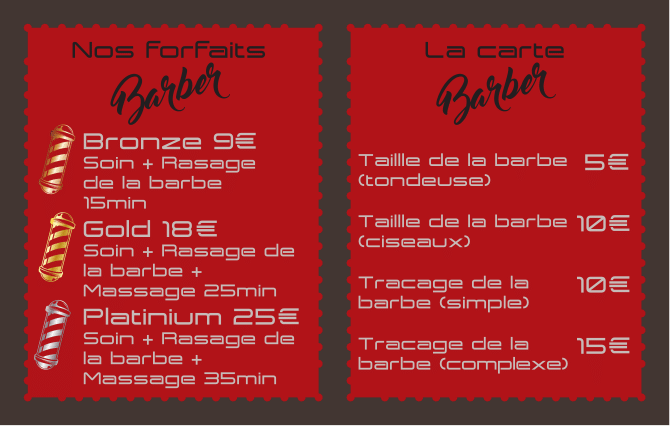 Nos Forfaits
Barber
Bronze 9€
Soin + Rasage
de la barbe
15min
Gold 18€
Soin + Rasage de
la barbe +
Massage 25min
Platinium 25€
Soin + Rasage de
la barbe +
Massage 35min
La carte
Barber
Taillle de la barbe 5€
(tondeuse)
Taillle de la barbe 10€
(ciseaux)
Tracage de la 10€
barbe (simple)
Tracage de la 15€
barbe (complexe)